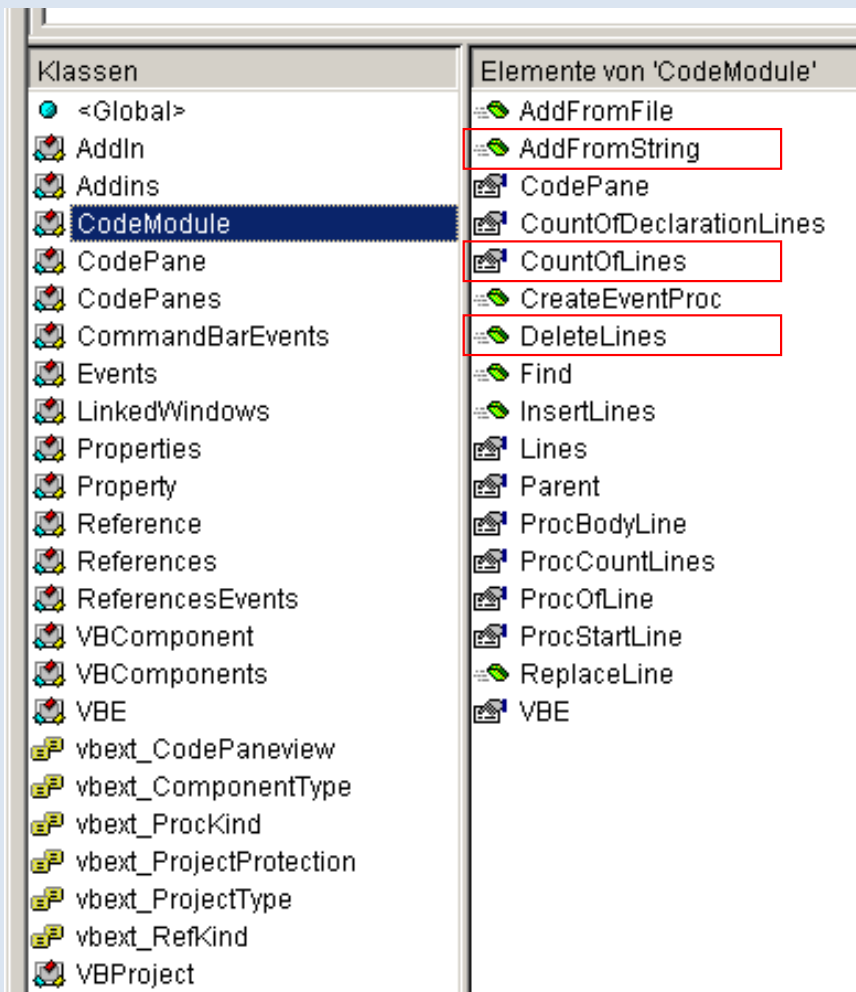 Klassen
<Global>
AddIn
Addins
CodeModule
CodePane
CodePanes
CommandBarEvents
Events
LinkedWindows
Properties
Property
Reference
References
ReferencesEvents
VBComponent
VBComponents
VBE
vbext_CodePaneview
vbext_ComponentType
vbext_ProcKind
vbext_ProjectProtection
vbext_ProjectType
vbext_RefKind
VBProject
Elemente von 'CodeModule'
AddFromFile
AddFromString
CodePane
CountOfDeclarationLines
CountOfLines
CreateEventProc
DeleteLines
Find
InsertLines
Lines
Parent
ProcBodyLine
ProcCountLines
ProcOfLine
ProcStartLine
ReplaceLine
VBE